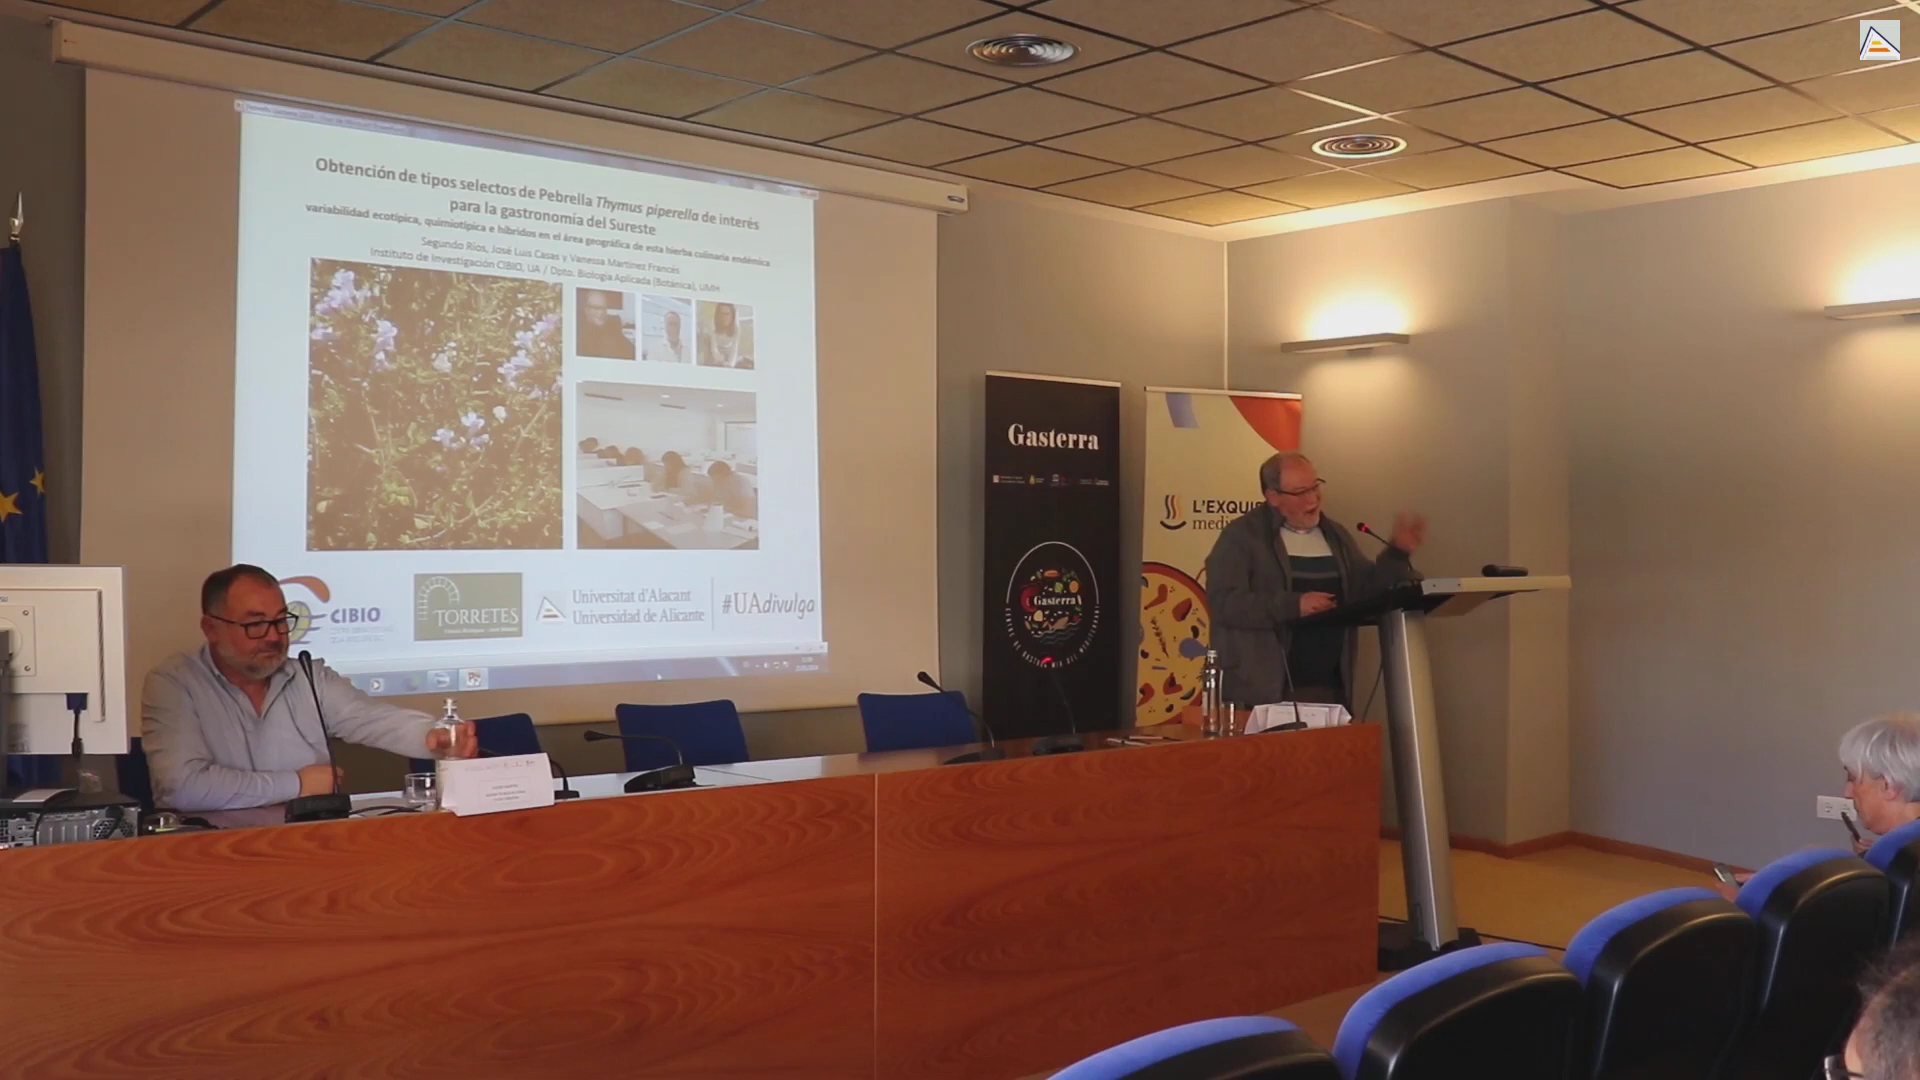 Obtención de tipos selectos de Pebrella Thymus piperella de interés
para la gastronomía del Sureste
variabilidad ecotípica, quimiotípica e híbridos en el área geográfica de esta hierba culinaria endémica
Segundo Ríos, José Luis Casas y Vanessa Martínez Francés
Instituto de Investigación CIBIO, UA / Dpto. Biología Aplicada (Botánica), UMH
CIBIO
TORRETES
Universitat d'Alacant
Universidad de Alicante
#UAdivulga
Gasterra
Gasterra
L'EXQUIS
medi